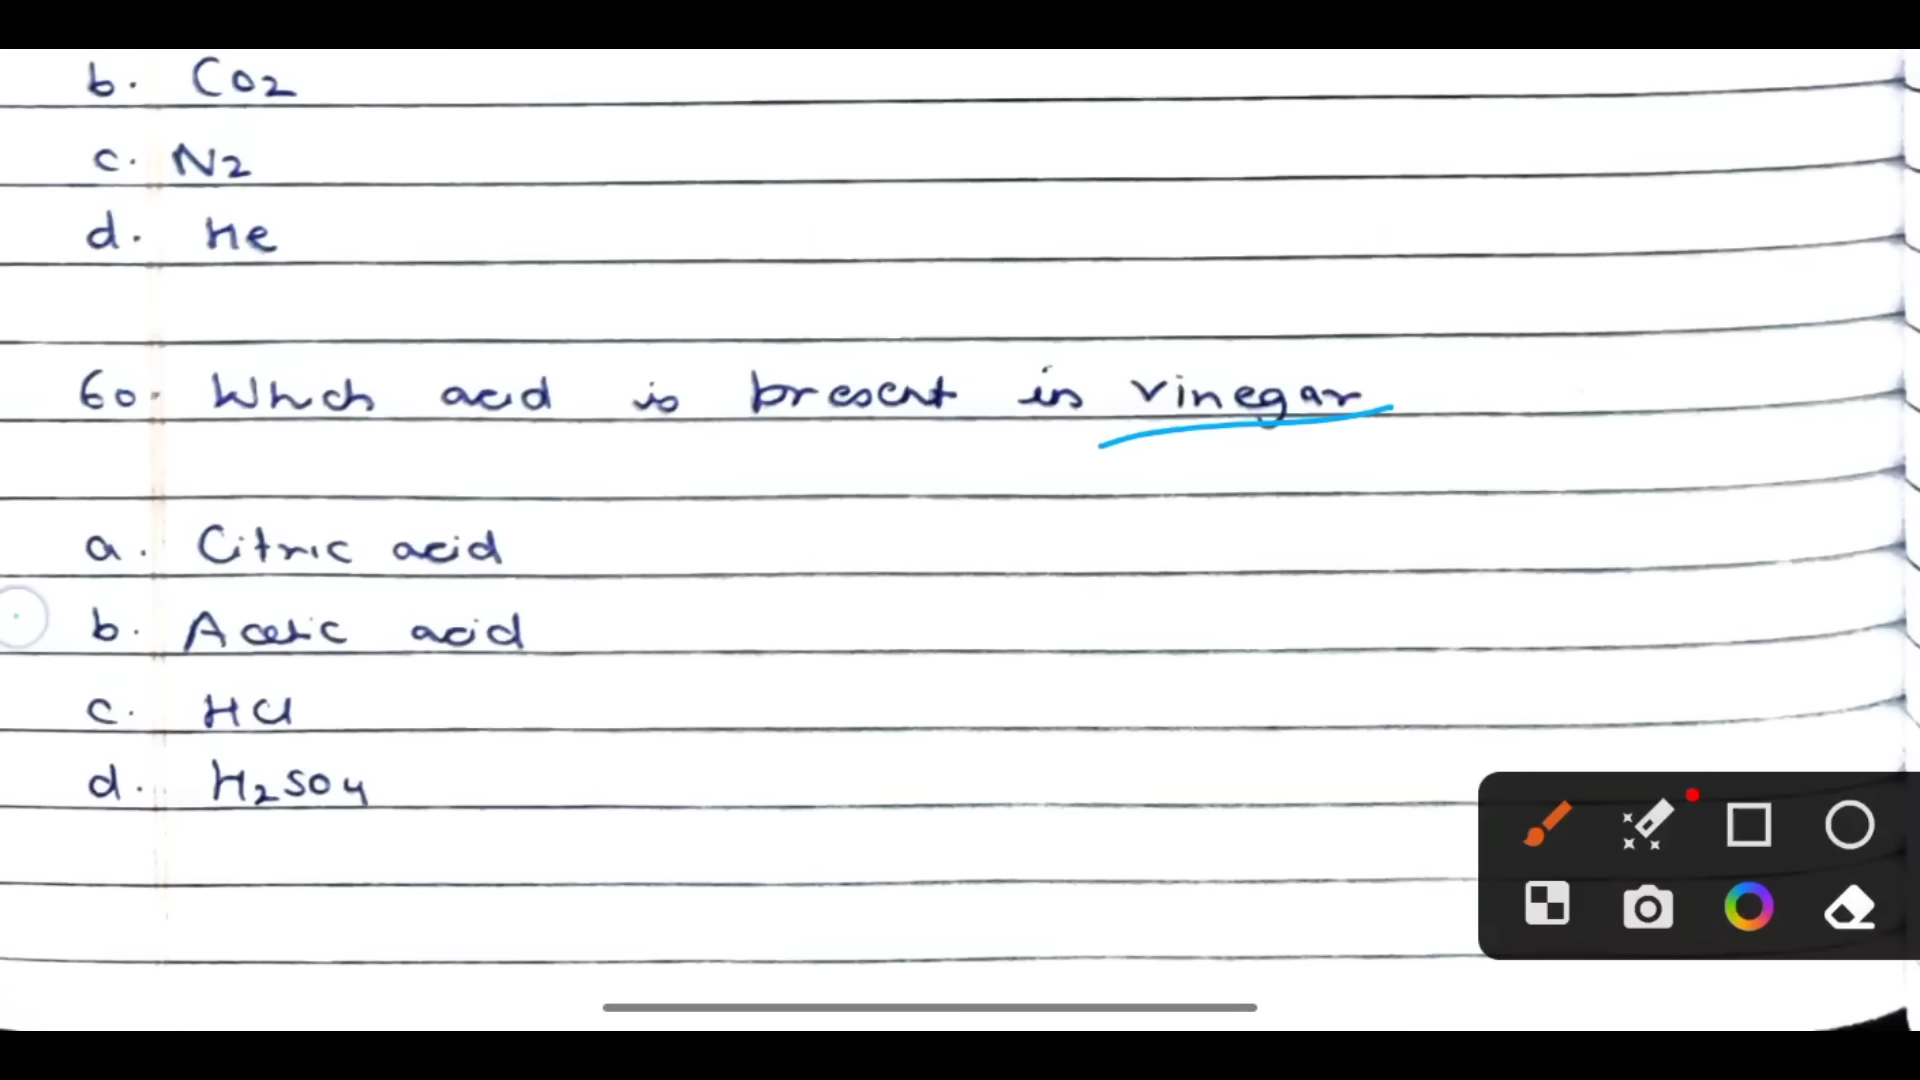 b. CO2
c. N2
d. He
60. Which acid is present in vinegar
a. Citric acid
b. Acetic acid
c. HCl
d. H2SO4